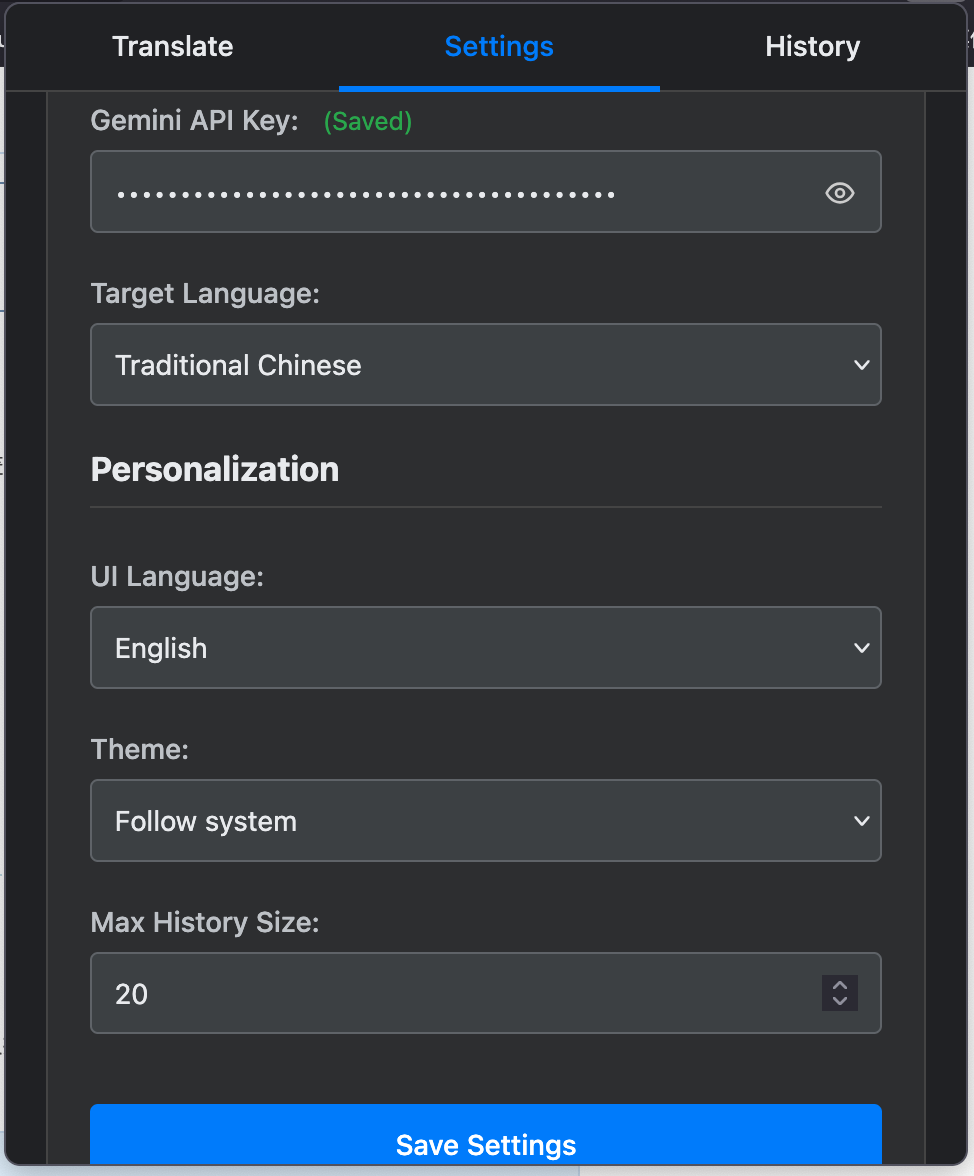 Translate
Settings
History
Gemini API Key: (Saved)
Target Language:
Traditional Chinese
Personalization
UI Language:
English
Theme:
Follow system
Max History Size:
20
Save Settings